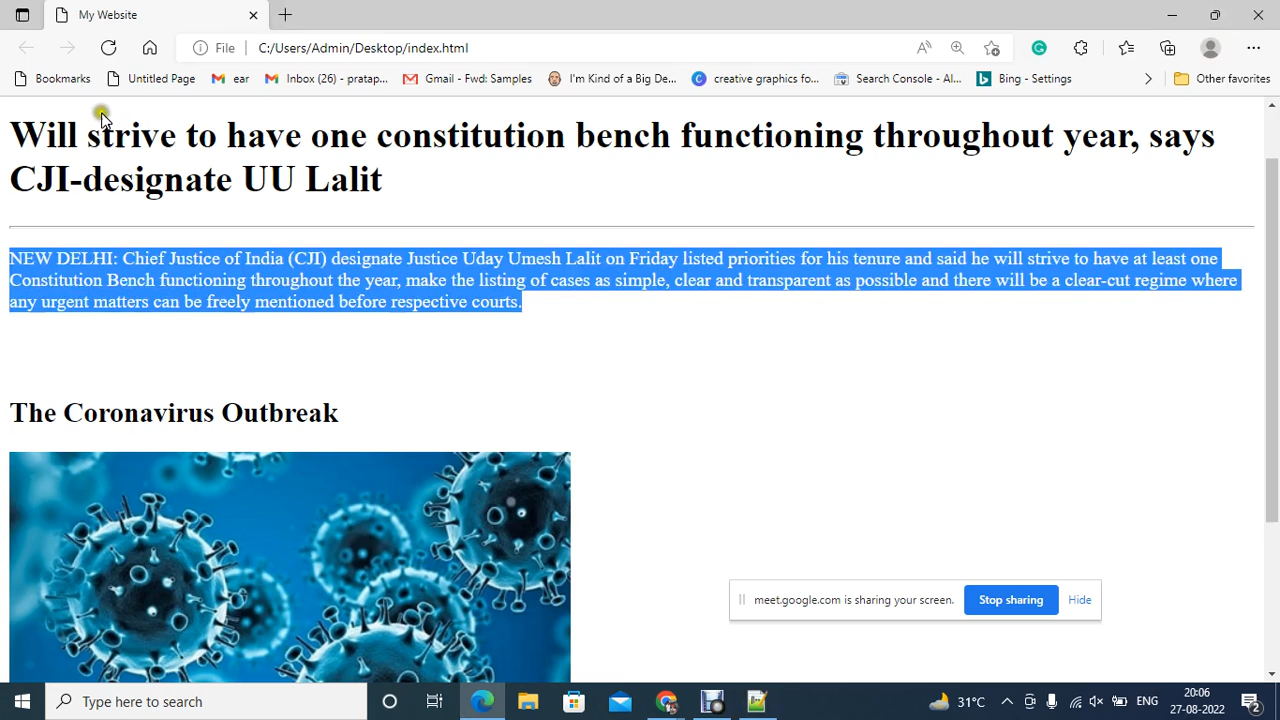 My Website
File
C:/Users/Admin/Desktop/index.html
Bookmarks
Untitled Page
ear
Inbox (26) - pratap...
Gmail - Fwd: Samples
I'm Kind of a Big De...
creative graphics fo...
Search Console - Al...
Bing - Settings
Other favorites
Will strive to have one constitution bench functioning throughout year, says
CJI-designate UU Lalit
NEW DELHI: Chief Justice of India (CJI) designate Justice Uday Umesh Lalit on Friday listed priorities for his tenure and said he will strive to have at least one
Constitution Bench functioning throughout the year, make the listing of cases as simple, clear and transparent as possible and there will be a clear-cut regime where
any urgent matters can be freely mentioned before respective courts.
The Coronavirus Outbreak
meet.google.com is sharing your screen.
Stop sharing
Hide
Type here to search
31°C
ENG
20:06
27-08-2022
2